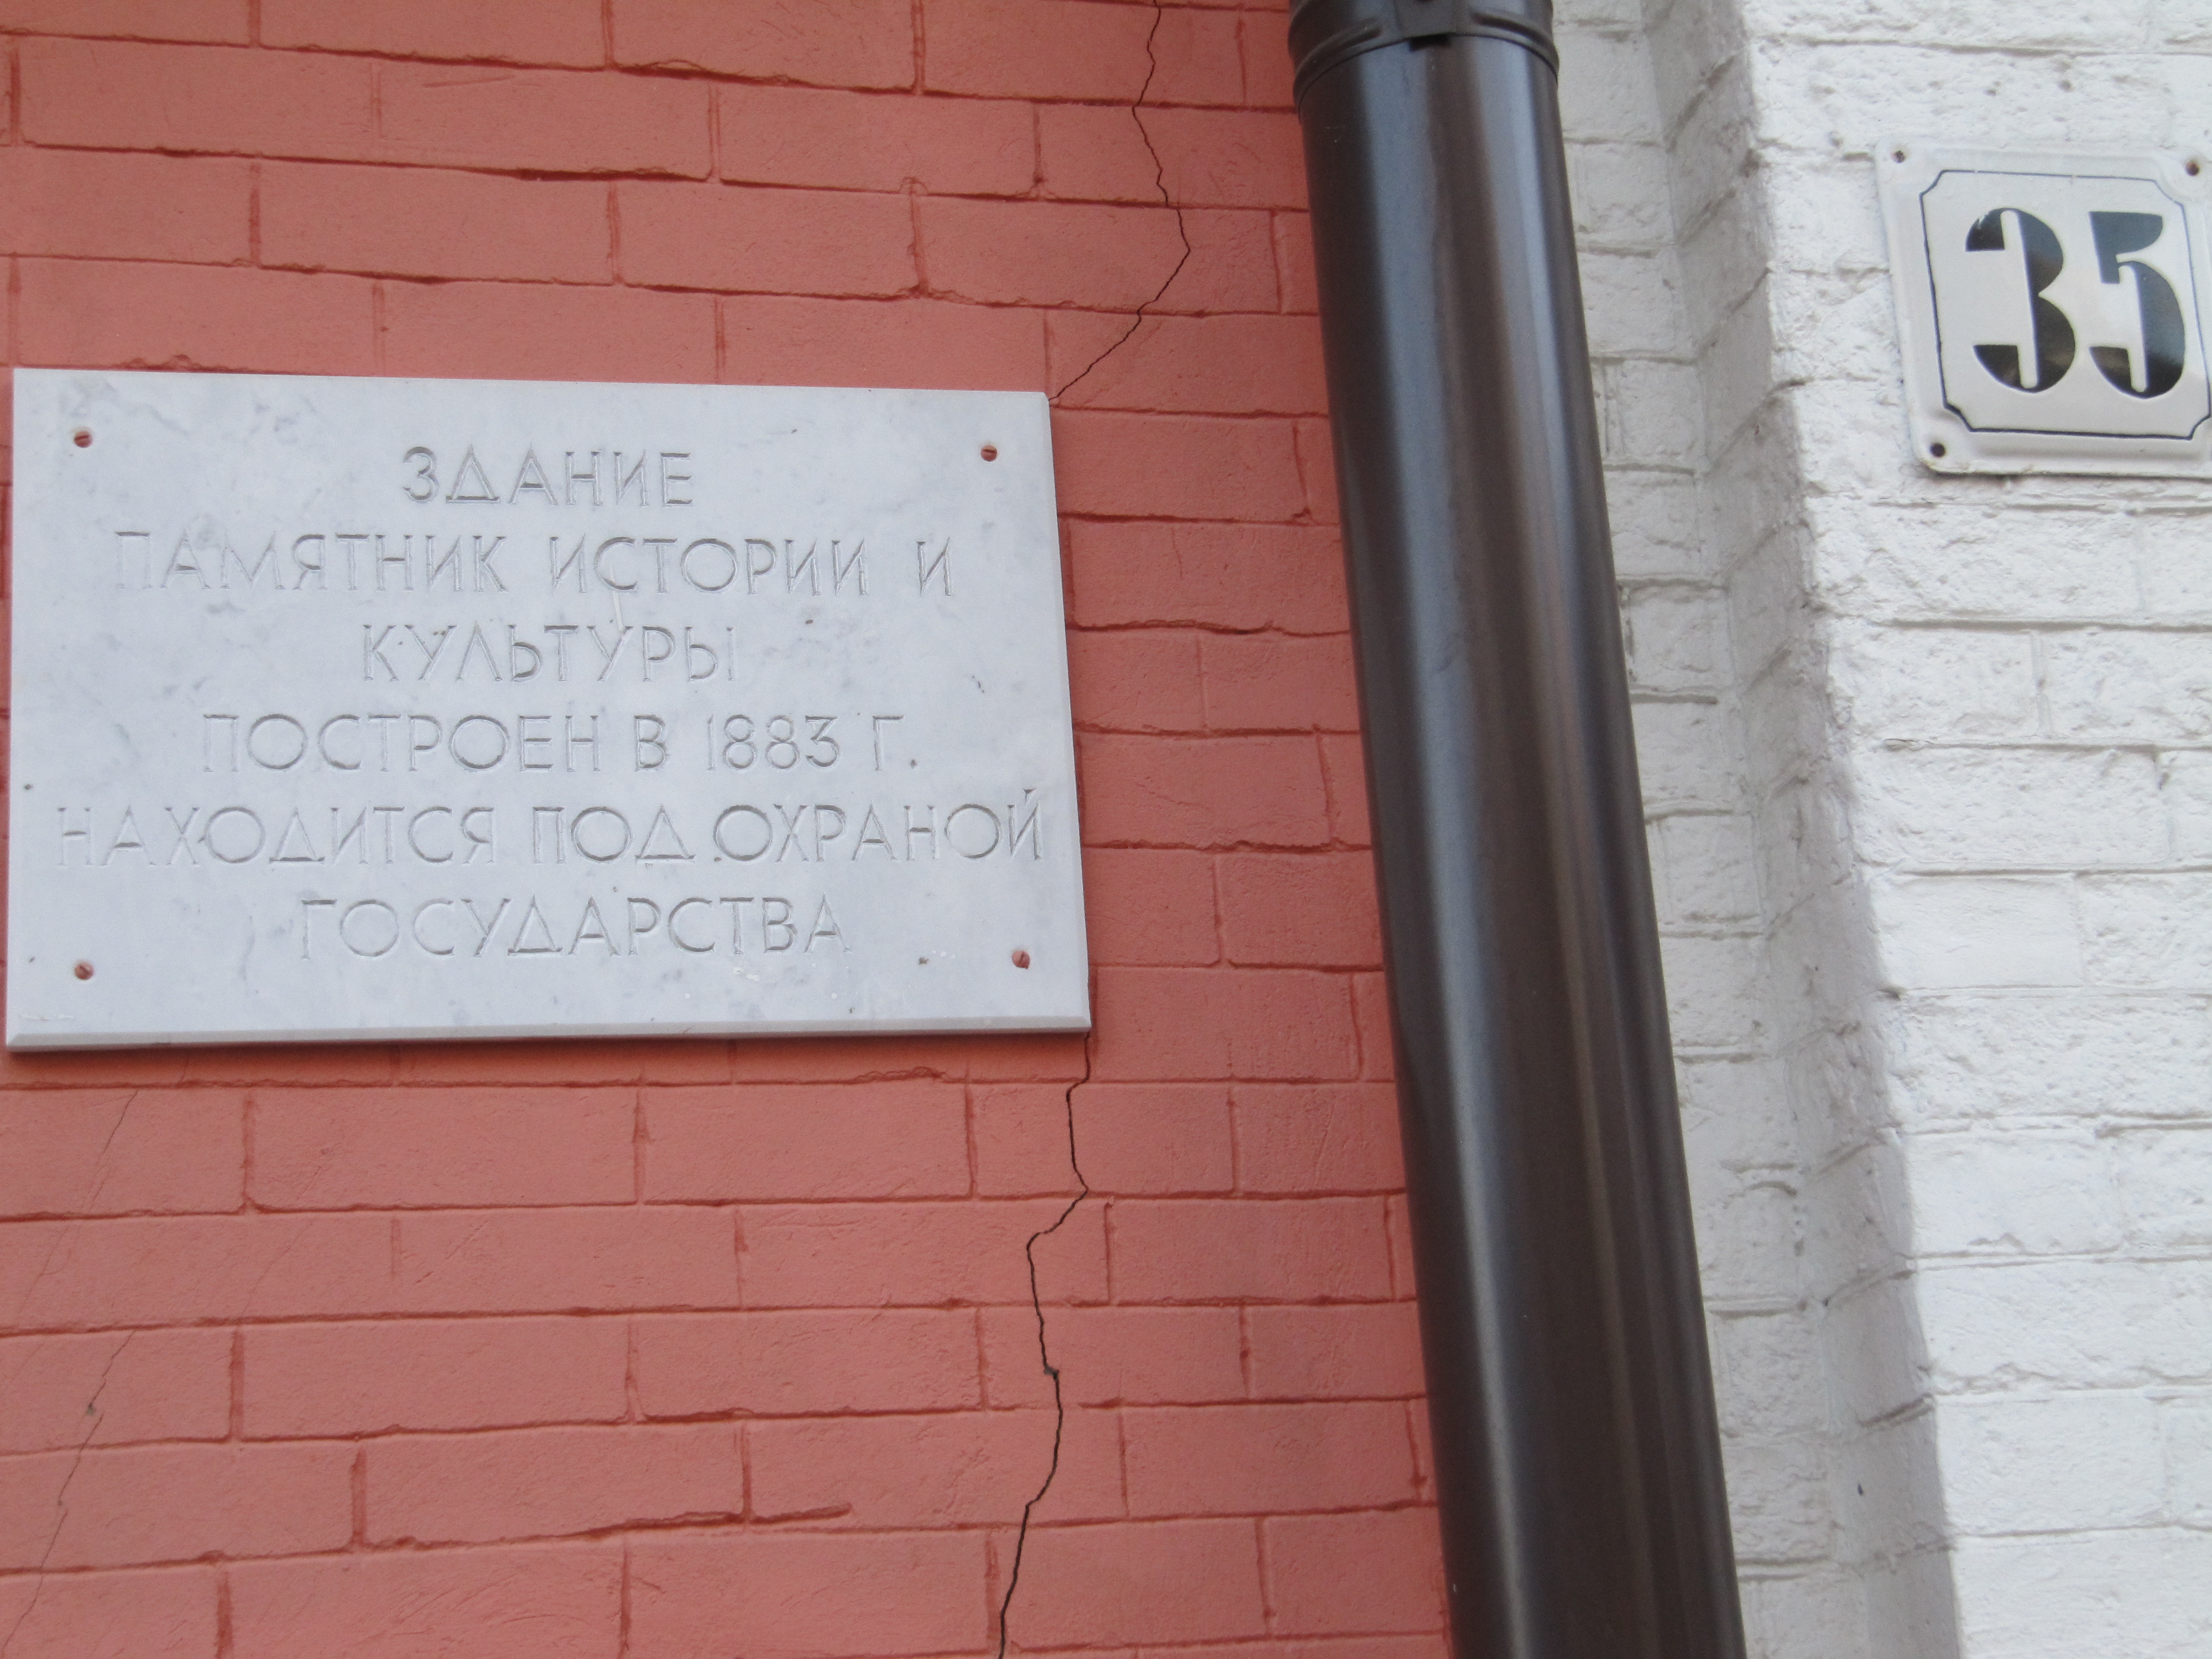 ЗДАНИЕ
ПАМЯТНИК ИСТОРИИ И
КУЛЬТУРЫ
ПОСТРОЕН В 1883 Г.
НАХОДИТСЯ ПОД ОХРАНОЙ
ГОСУДАРСТВА
35